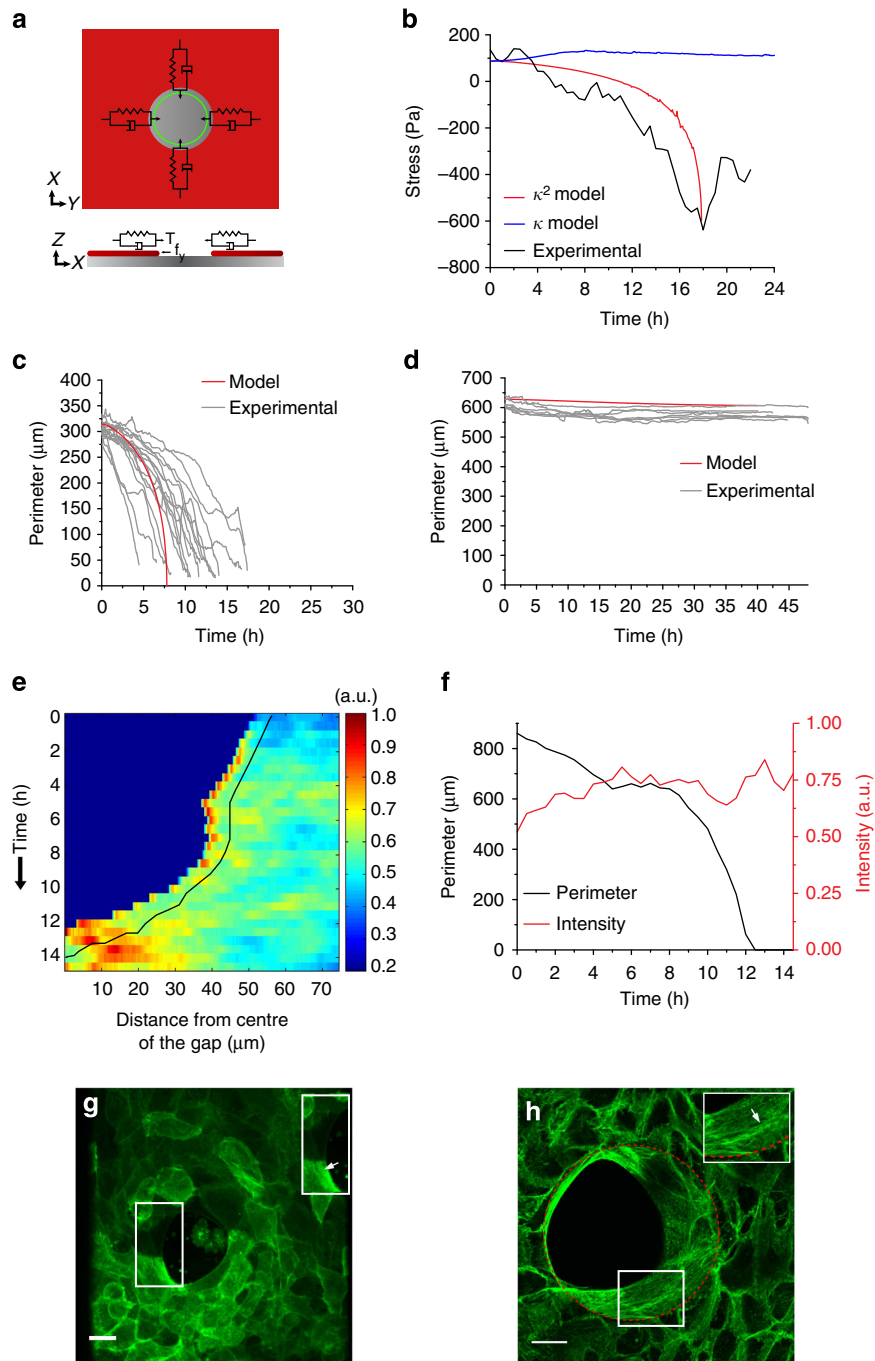 a
X
Y
Z
X
T
f
y
b
200
0
−200
−400
−600
−800
Stress (Pa)
κ² model
κ model
Experimental
0 4 8 12 16 20 24
Time (h)
c
400
350
300
250
200
150
100
50
0
Perimeter (μm)
Model
Experimental
0 5 10 15 20 25 30
Time (h)
d
700
600
500
400
300
200
100
0
Perimeter (μm)
Model
Experimental
0 5 10 15 20 25 30 35 40 45
Time (h)
e
(a.u.)
0
2
4
6
8
10
12
14
Time (h)
1.0
0.9
0.8
0.7
0.6
0.5
0.4
0.3
0.2
10 20 30 40 50 60 70
Distance from centre
of the gap (μm)
f
800
600
400
200
0
Perimeter (μm)
Perimeter
Intensity
1.00
0.75
0.50
0.25
0.00
Intensity (a.u.)
0 2 4 6 8 10 12 14
Time (h)
g
h